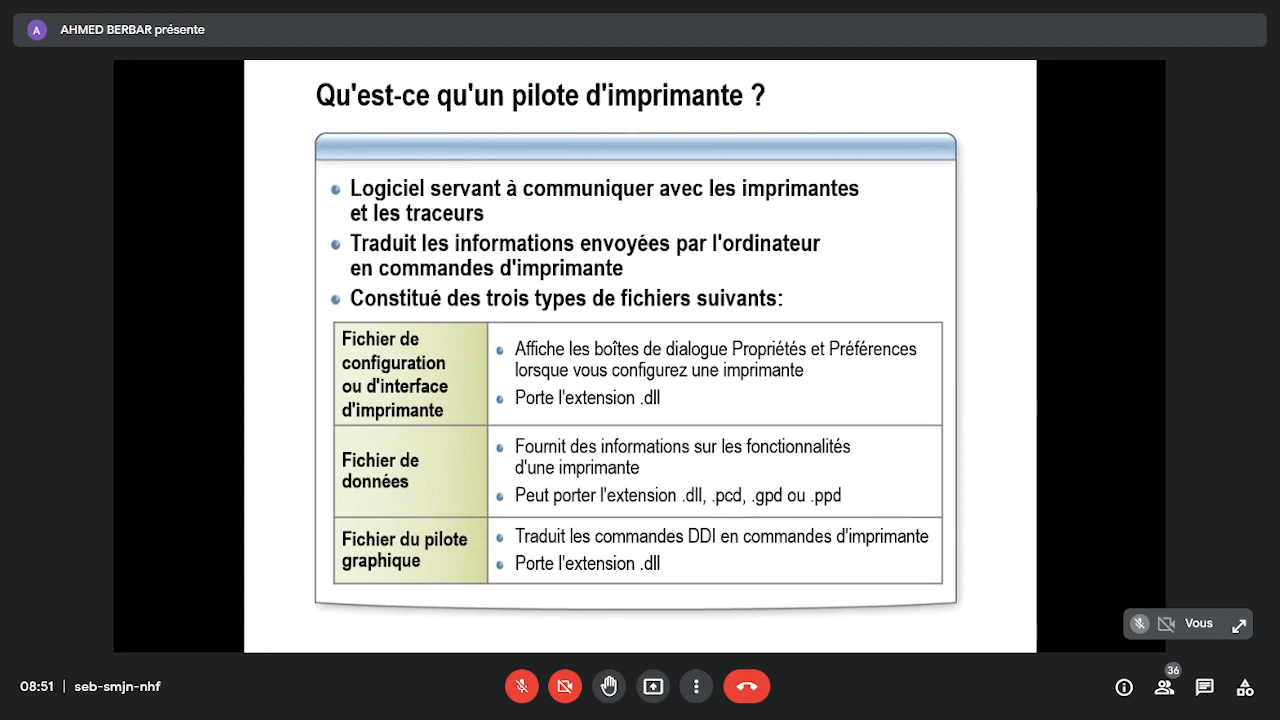 A
AHMED BERBAR présente
Qu'est-ce qu'un pilote d'imprimante ?
Logiciel servant à communiquer avec les imprimantes
et les traceurs
Traduit les informations envoyées par l'ordinateur
en commandes d'imprimante
Constitué des trois types de fichiers suivants:
Fichier de
configuration
ou d'interface
d'imprimante
Affiche les boîtes de dialogue Propriétés et Préférences
lorsque vous configurez une imprimante
Porte l'extension .dll
Fichier de
données
Fournit des informations sur les fonctionnalités
d'une imprimante
Peut porter l'extension .dll, .pcd, .gpd ou .ppd
Fichier du pilote
graphique
Traduit les commandes DDI en commandes d'imprimante
Porte l'extension .dll
Vous
08:51 | seb-smjn-nhf
36